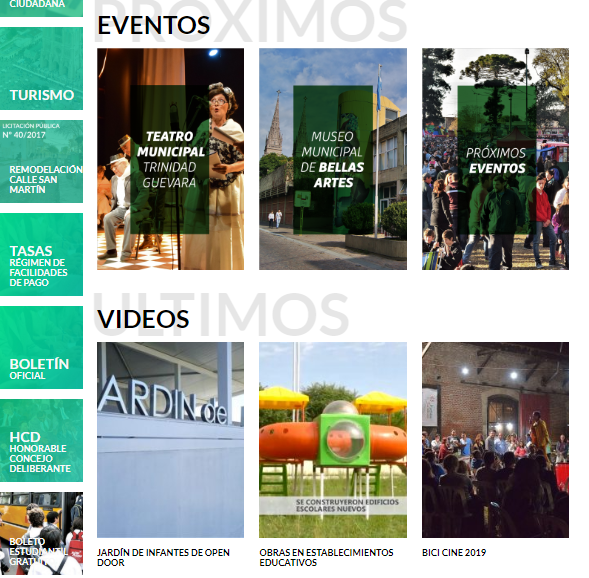 CIUDADANA
TURISMO
LICITACIÓN PÚBLICA
N° 40/2017
REMODELACIÓN
CALLE SAN
MARTÍN
TASAS
RÉGIMEN DE
FACILIDADES
DE PAGO
BOLETÍN
OFICIAL
HCD
HONORABLE
CONCEJO
DELIBERANTE
BOLETO
ESTUDIANTIL
GRATUITO
PRÓXIMOS
EVENTOS
TEATRO
MUNICIPAL
TRINIDAD
GUEVARA
MUSEO
MUNICIPAL
DE BELLAS
ARTES
PRÓXIMOS
EVENTOS
ULTIMOS
VIDEOS
JARDIN de
SE CONSTRUYERON EDIFICIOS
ESCOLARES NUEVOS
JARDÍN DE INFANTES DE OPEN
DOOR
OBRAS EN ESTABLECIMIENTOS
EDUCATIVOS
BICI CINE 2019